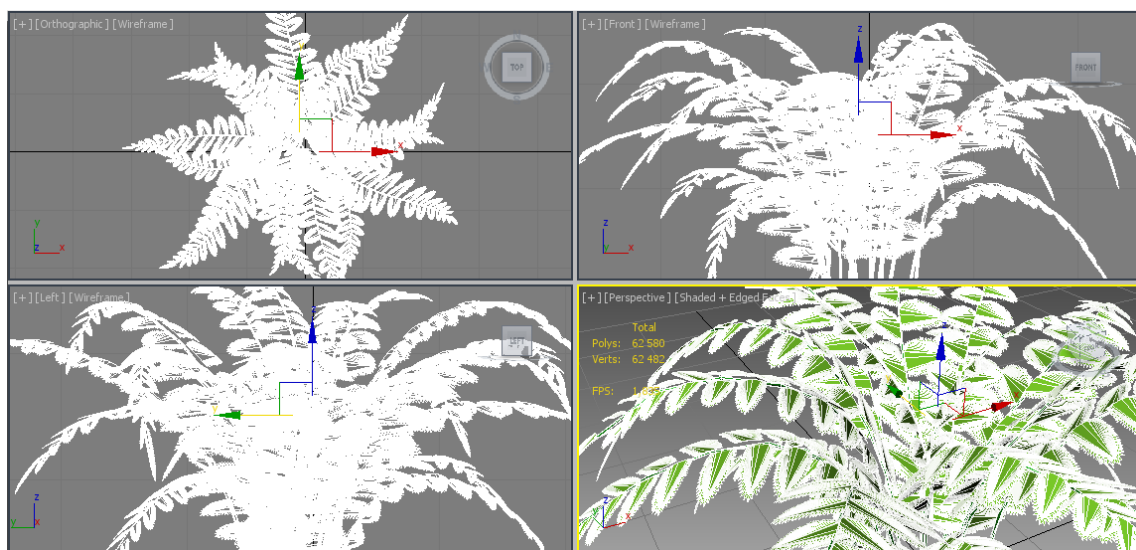 [+] [Orthographic] [Wireframe]
TOP
y
x
y
z
x
[+] [Front] [Wireframe]
FRONT
z
x
z
y
x
[+] [Left] [Wireframe]
LEFT
z
y
z
y
x
[+] [Perspective] [Shaded + Edged
Total
Polys: 62 580
Verts: 62 482
FPS:
z
z
x